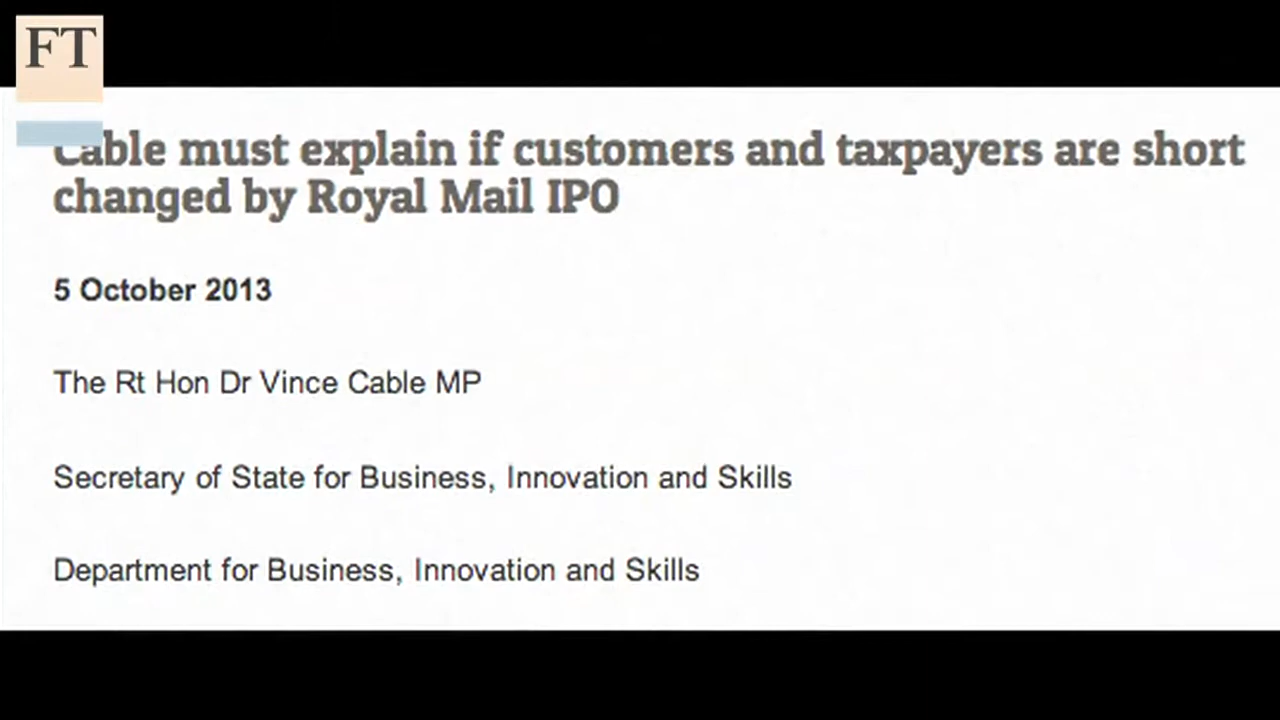 FT
Cable must explain if customers and taxpayers are short
changed by Royal Mail IPO
5 October 2013
The Rt Hon Dr Vince Cable MP
Secretary of State for Business, Innovation and Skills
Department for Business, Innovation and Skills